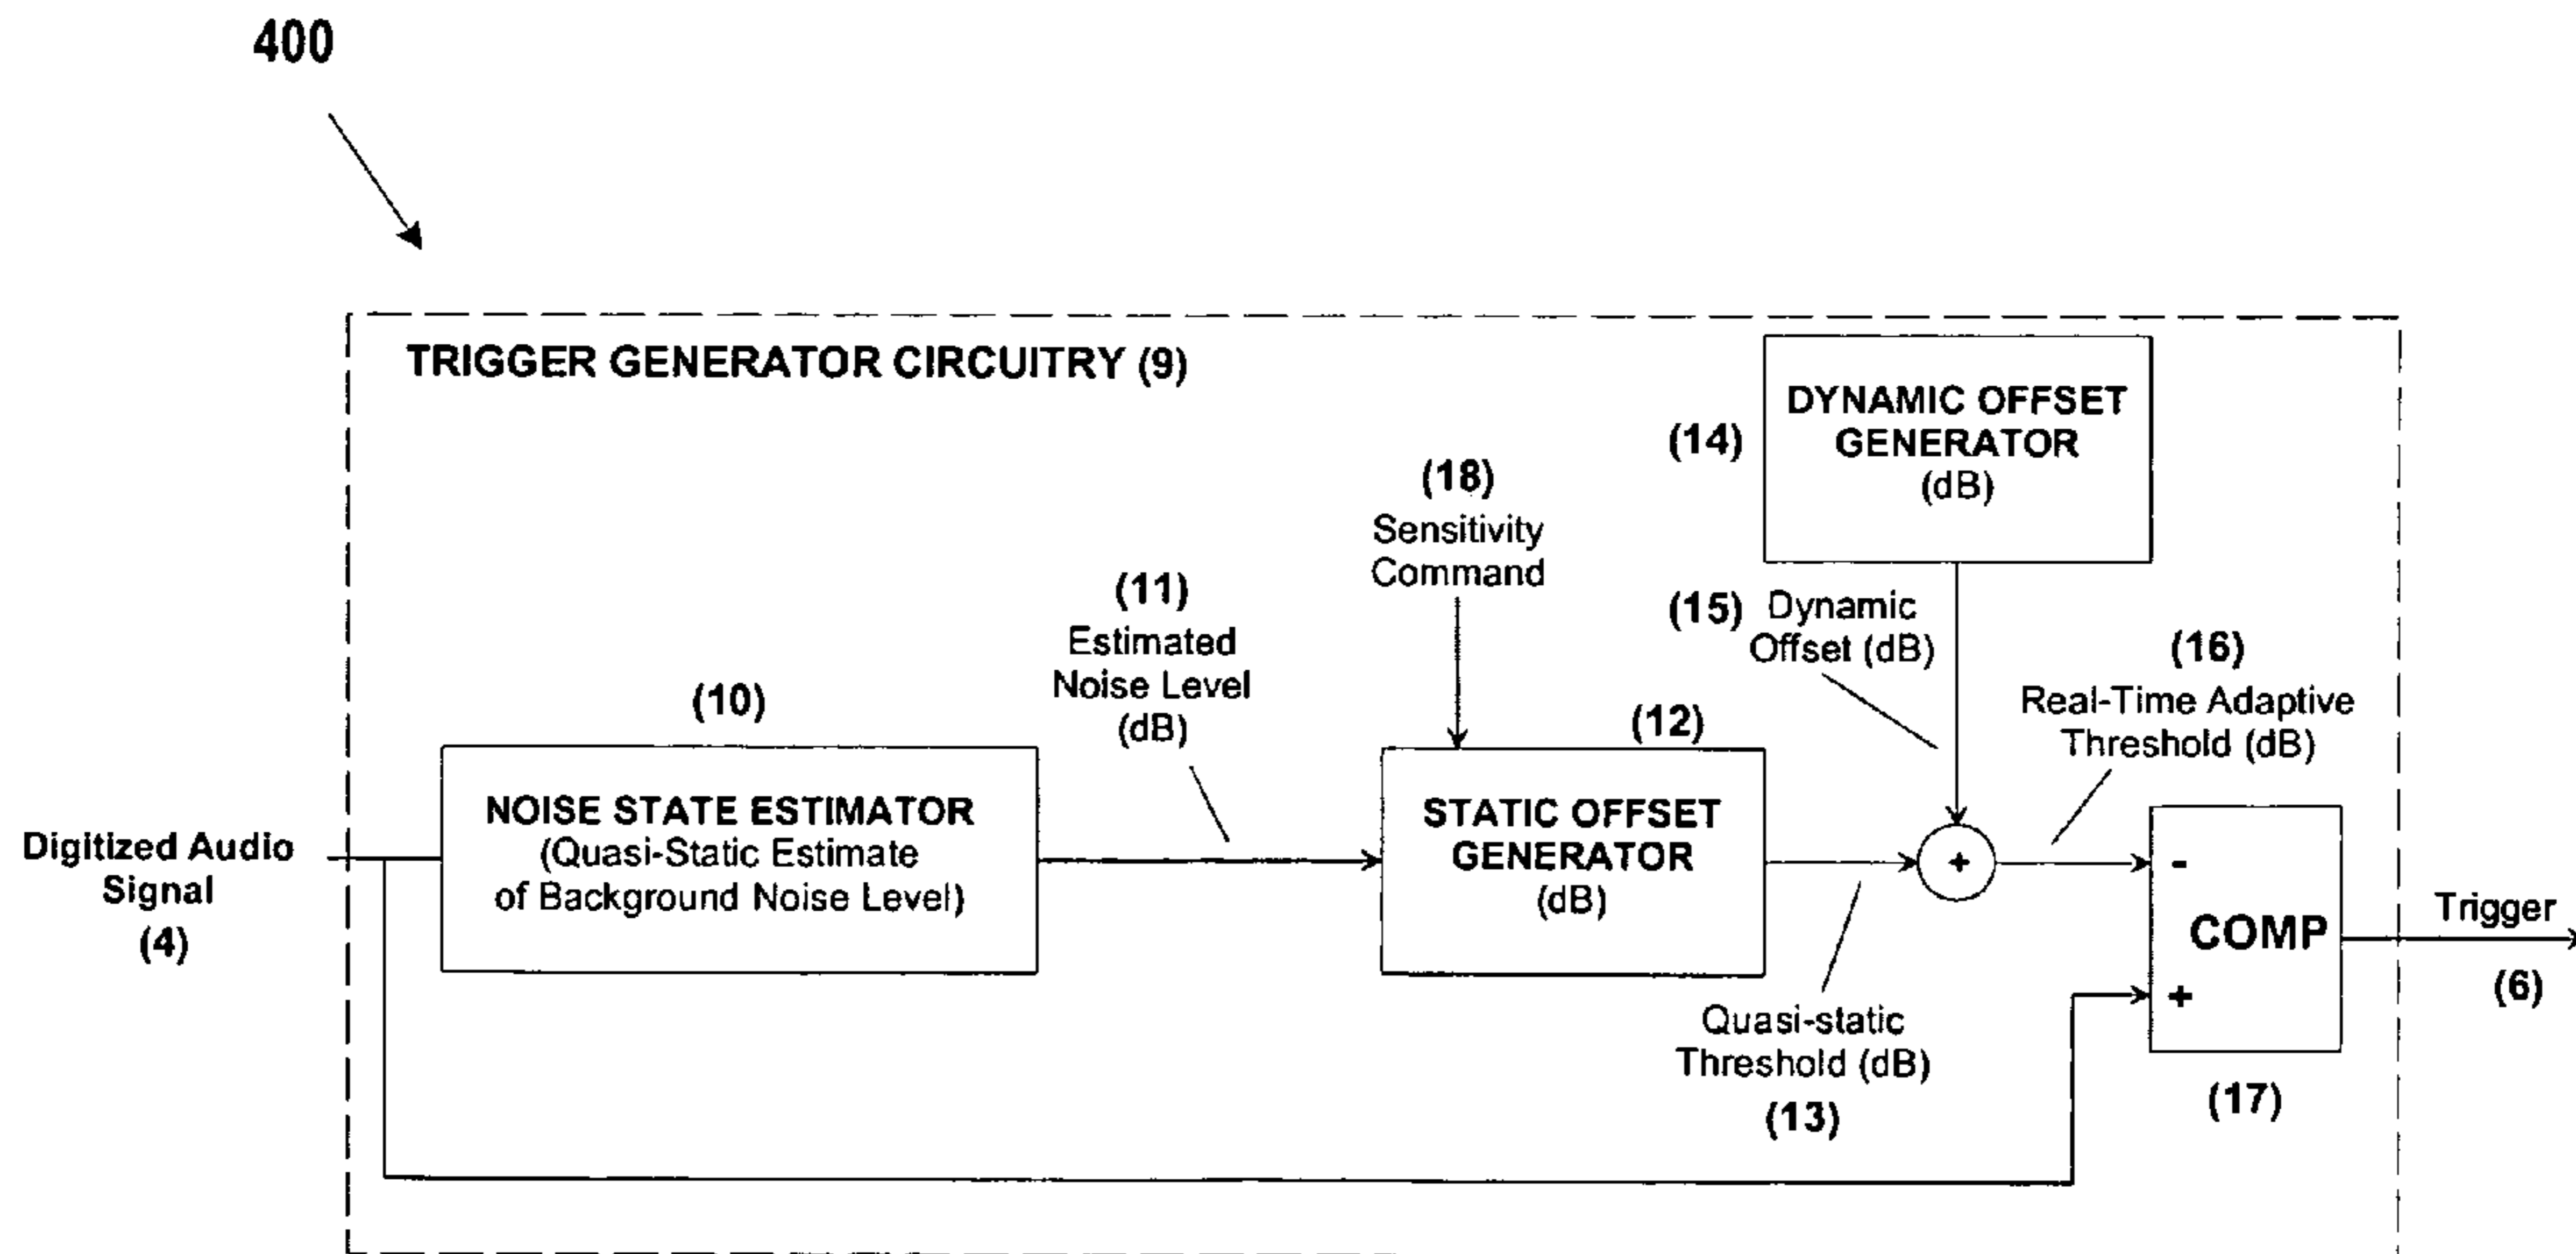 400
TRIGGER GENERATOR CIRCUITRY (9)
DYNAMIC OFFSET
GENERATOR
(dB)
(14)
(18)
Sensitivity
Command
(15)
Dynamic
Offset (dB)
(11)
Estimated
Noise Level
(dB)
(16)
Real-Time Adaptive
Threshold (dB)
(10)
(12)
NOISE STATE ESTIMATOR
(Quasi-Static Estimate
of Background Noise Level)
STATIC OFFSET
GENERATOR
(dB)
+
-
COMP
+
Digitized Audio
Signal
(4)
Trigger
(6)
Quasi-static
Threshold (dB)
(13)
(17)